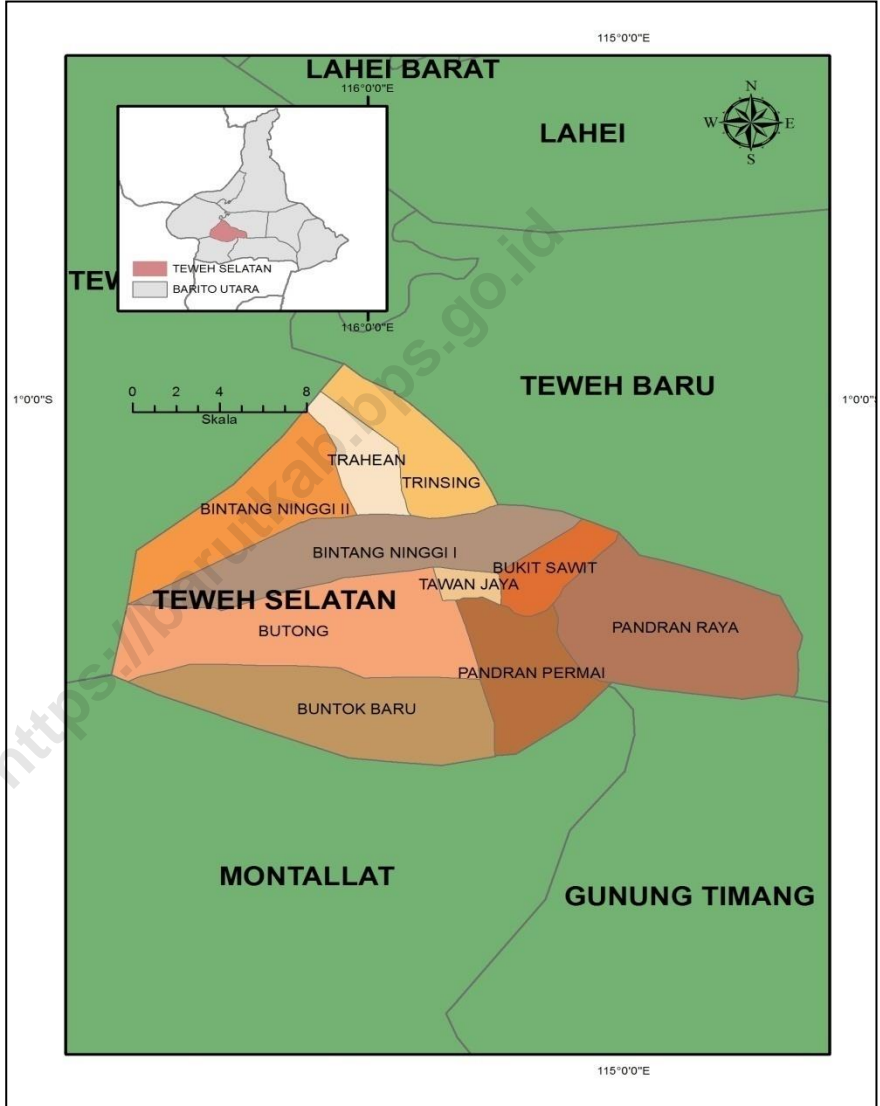 115°0'0"E
LAHEI BARAT
116°0'0"E
LAHEI
N
W E
S
TEWEH SELATAN
BARITO UTARA
116°0'0"E
TEWEH BARU
0 2 4 8
Skala
1°0'0"S
1°0'0"S
TRAHEAN
TRINSING
BINTANG NINGGI II
BINTANG NINGGI I
BUKIT SAWIT
TAWAN JAYA
TEWEH SELATAN
BUTONG
PANDRAN RAYA
PANDRAN PERMAI
BUNTOK BARU
MONTALLAT
GUNUNG TIMANG
115°0'0"E
https://barutkab.bps.go.id